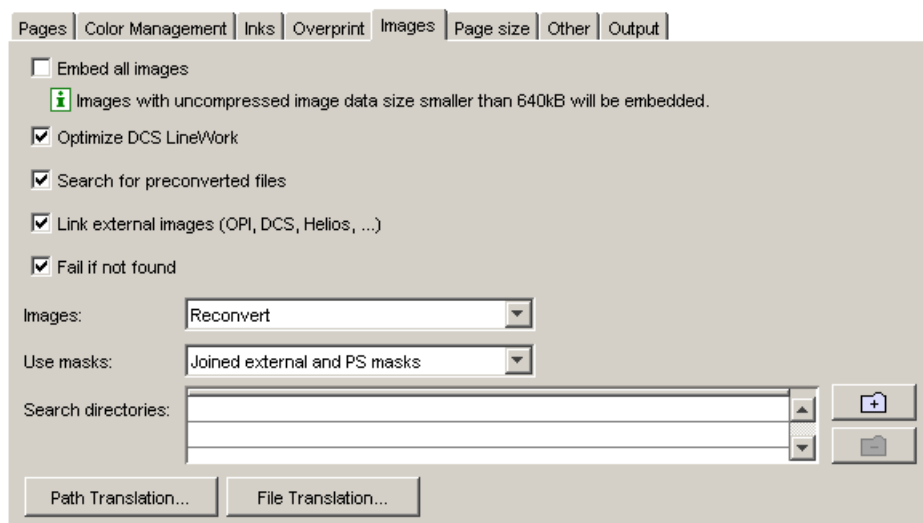 Pages Color Management Inks Overprint Images Page size Other Output
Embed all images
Images with uncompressed image data size smaller than 640kB will be embedded.
Optimize DCS LineWork
Search for preconverted files
Link external images (OPI, DCS, Helios, ...)
Fail if not found
Images: Reconvert
Use masks: Joined external and PS masks
Search directories:
Path Translation... File Translation...